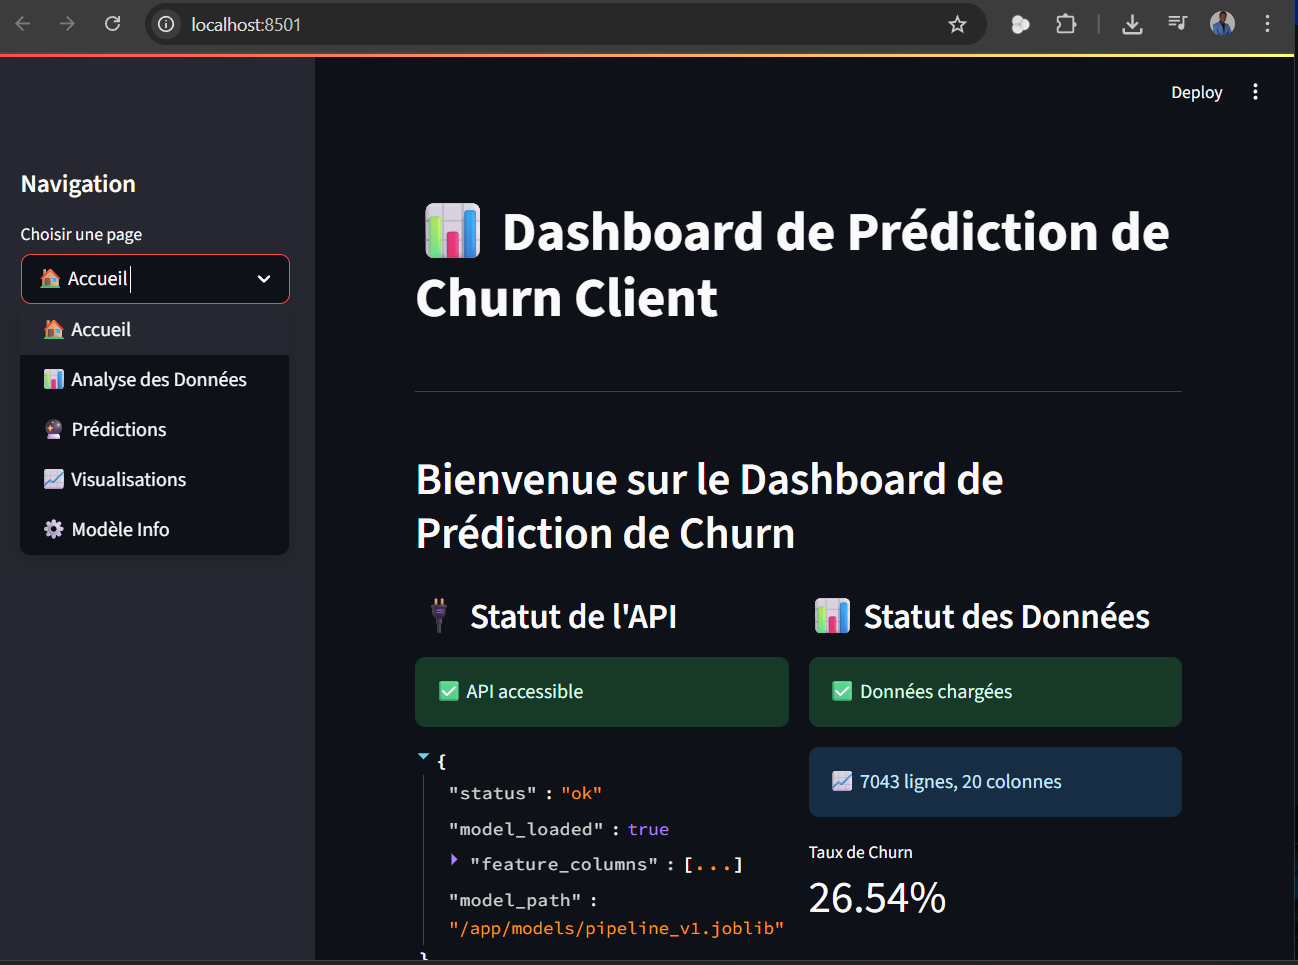 localhost:8501
Deploy
Navigation
Choisir une page
Accueil
Accueil
Analyse des Données
Prédictions
Visualisations
Modèle Info
Dashboard de Prédiction de
Churn Client
Bienvenue sur le Dashboard de
Prédiction de Churn
Statut de l'API
API accessible
{
"status" : "ok"
"model_loaded" : true
"feature_columns" : [...]
"model_path" :
"/app/models/pipeline_v1.joblib"
}
Statut des Données
Données chargées
7043 lignes, 20 colonnes
Taux de Churn
26.54%